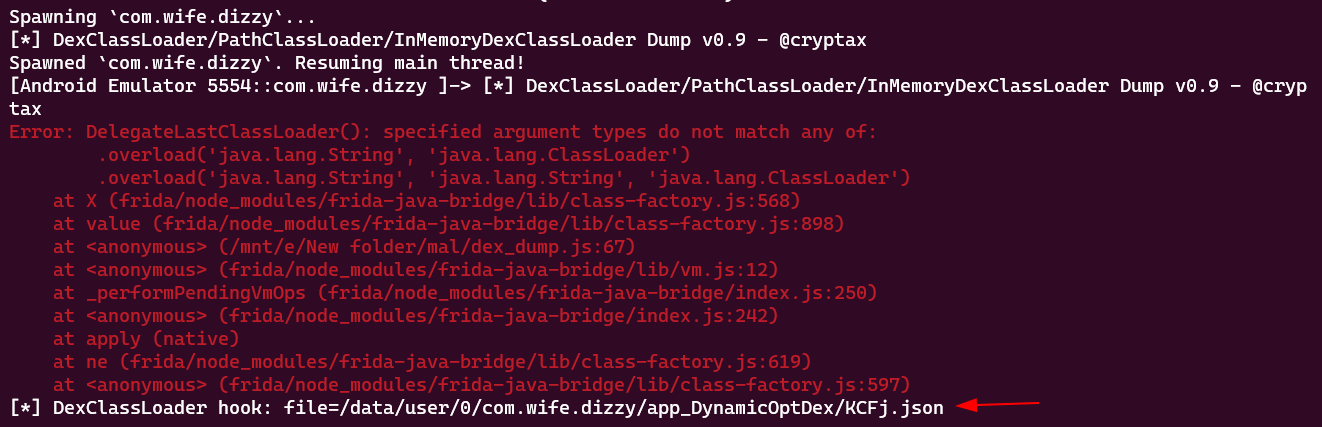 Spawning `com.wife.dizzy`...
[*] DexClassLoader/PathClassLoader/InMemoryDexClassLoader Dump v0.9 - @cryptax
Spawned `com.wife.dizzy`. Resuming main thread!
[Android Emulator 5554::com.wife.dizzy ]-> [*] DexClassLoader/PathClassLoader/InMemoryDexClassLoader Dump v0.9 - @cryp
tax
Error: DelegateLastClassLoader(): specified argument types do not match any of:
        .overload('java.lang.String', 'java.lang.ClassLoader')
        .overload('java.lang.String', 'java.lang.String', 'java.lang.ClassLoader')
    at X (frida/node_modules/frida-java-bridge/lib/class-factory.js:568)
    at value (frida/node_modules/frida-java-bridge/lib/class-factory.js:898)
    at <anonymous> (/mnt/e/New folder/mal/dex_dump.js:67)
    at <anonymous> (frida/node_modules/frida-java-bridge/lib/vm.js:12)
    at _performPendingVmOps (frida/node_modules/frida-java-bridge/index.js:250)
    at <anonymous> (frida/node_modules/frida-java-bridge/index.js:242)
    at apply (native)
    at ne (frida/node_modules/frida-java-bridge/lib/class-factory.js:619)
    at <anonymous> (frida/node_modules/frida-java-bridge/lib/class-factory.js:597)
[*] DexClassLoader hook: file=/data/user/0/com.wife.dizzy/app_DynamicOptDex/KCFj.json